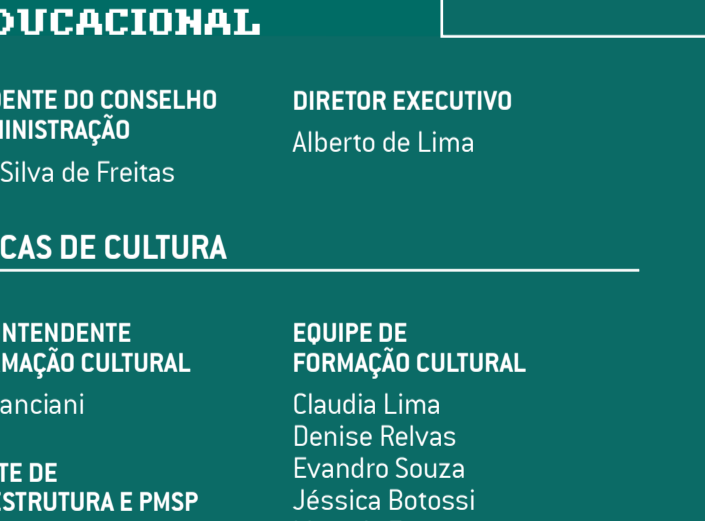 DUCACIONAL
DENTE DO CONSELHO
MINISTRAÇÃO
Silva de Freitas
DIRETOR EXECUTIVO
Alberto de Lima
CAS DE CULTURA
NTENDENTE
MAÇÃO CULTURAL
anciani
TE DE
ESTRUTURA E PMSP
EQUIPE DE
FORMAÇÃO CULTURAL
Claudia Lima
Denise Relvas
Evandro Souza
Jéssica Botossi